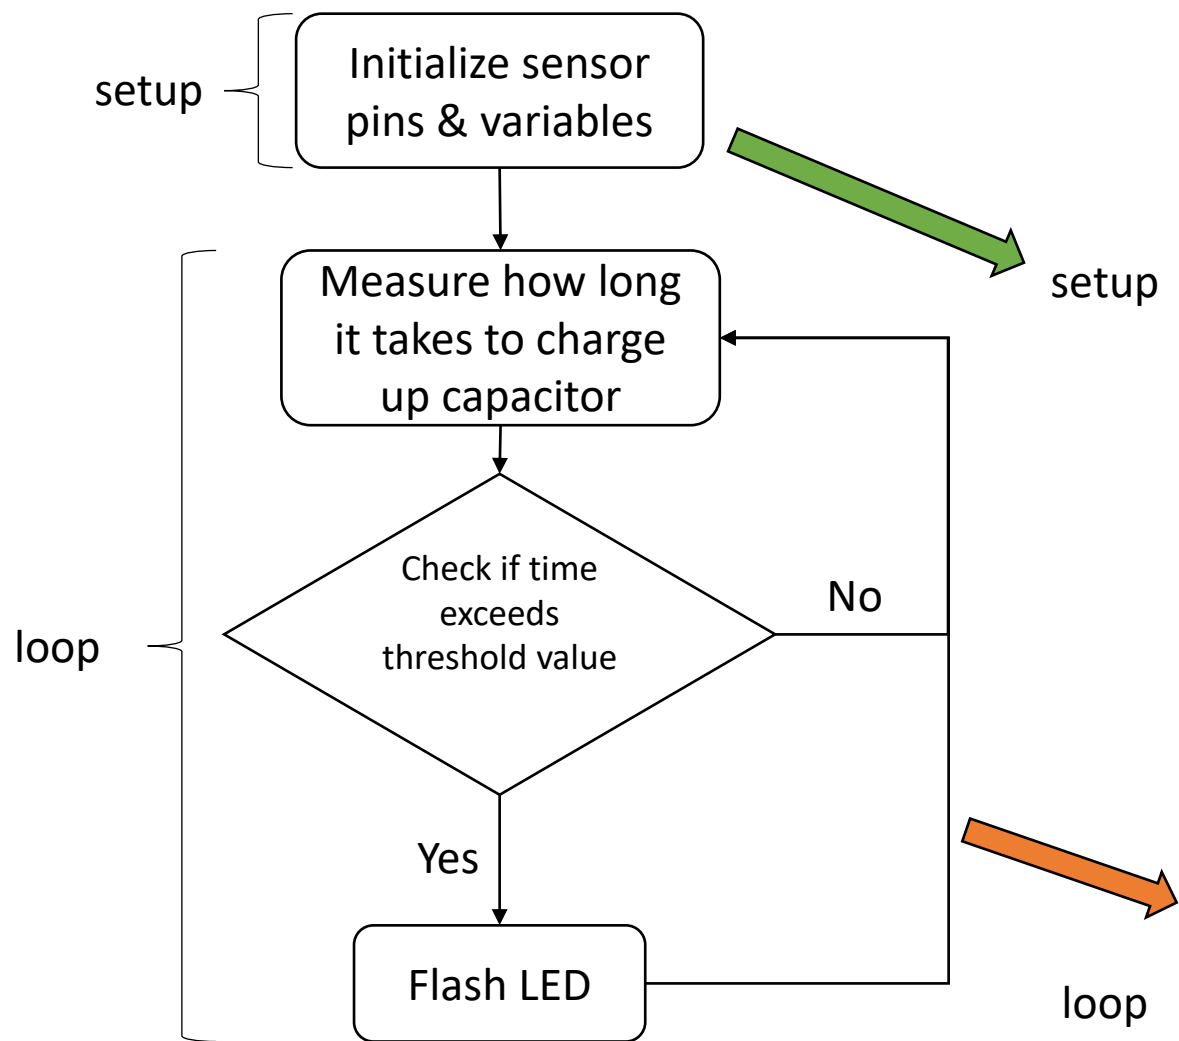 setup
Initialize sensor
pins & variables
setup
Measure how long
it takes to charge
up capacitor
Check if time
exceeds
threshold value
No
loop
Yes
Flash LED
loop